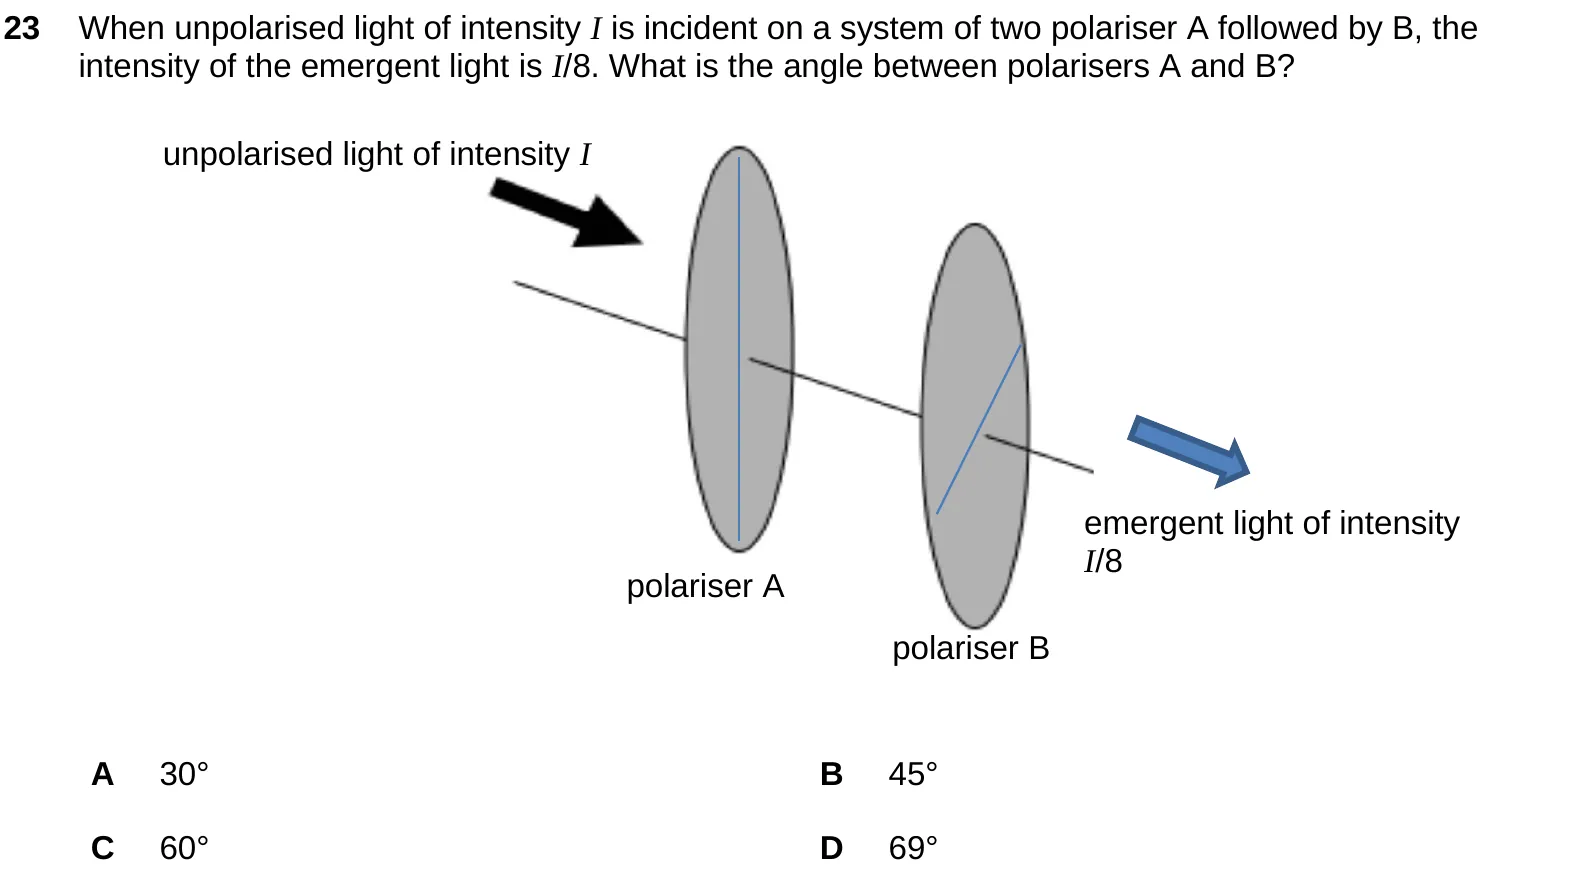 23 When unpolarised light of intensity I is incident on a system of two polariser A followed by B, the
intensity of the emergent light is I/8. What is the angle between polarisers A and B?
unpolarised light of intensity I
emergent light of intensity
I/8
polariser A
polariser B
A 30° B 45°
C 60° D 69°